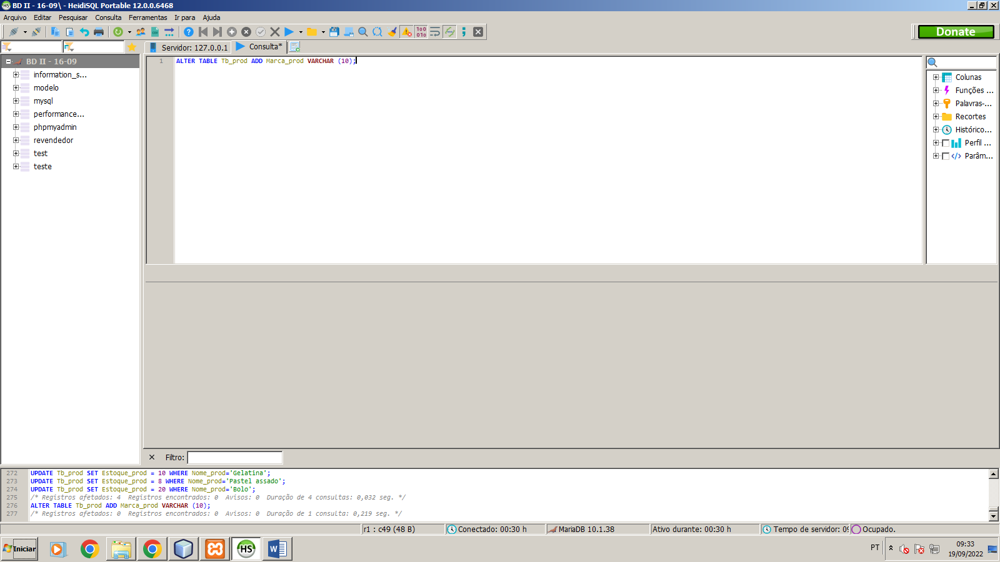 BD II - 16-09\ - HeidiSQL Portable 12.0.0.6468
Arquivo Editar Pesquisar Consulta Ferramentas Ir para Ajuda
Donate
Servidor: 127.0.0.1 Consulta*
BD II - 16-09
information_s...
modelo
mysql
performance...
phpmyadmin
revendedor
test
teste
1 ALTER TABLE Tb_prod ADD Marca_prod VARCHAR (10);
Colunas
Funções ...
Palavras-...
Recortes
Histórico...
Perfil ...
Parâm...
Filtro:
272 UPDATE Tb_prod SET Estoque_prod = 10 WHERE Nome_prod='Gelatina';
273 UPDATE Tb_prod SET Estoque_prod = 8 WHERE Nome_prod='Pastel assado';
274 UPDATE Tb_prod SET Estoque_prod = 20 WHERE Nome_prod='Bolo';
275 /* Registros afetados: 4 Registros encontrados: 0 Avisos: 0 Duração de 4 consultas: 0,032 seg. */
276 ALTER TABLE Tb_prod ADD Marca_prod VARCHAR (10);
277 /* Registros afetados: 0 Registros encontrados: 0 Avisos: 0 Duração de 1 consulta: 0,219 seg. */
r1 : c49 (48 B) Conectado: 00:30 h MariaDB 10.1.38 Ativo durante: 00:30 h Tempo de servidor: 09 Ocupado.
Iniciar
HS
PT
09:33
19/09/2022